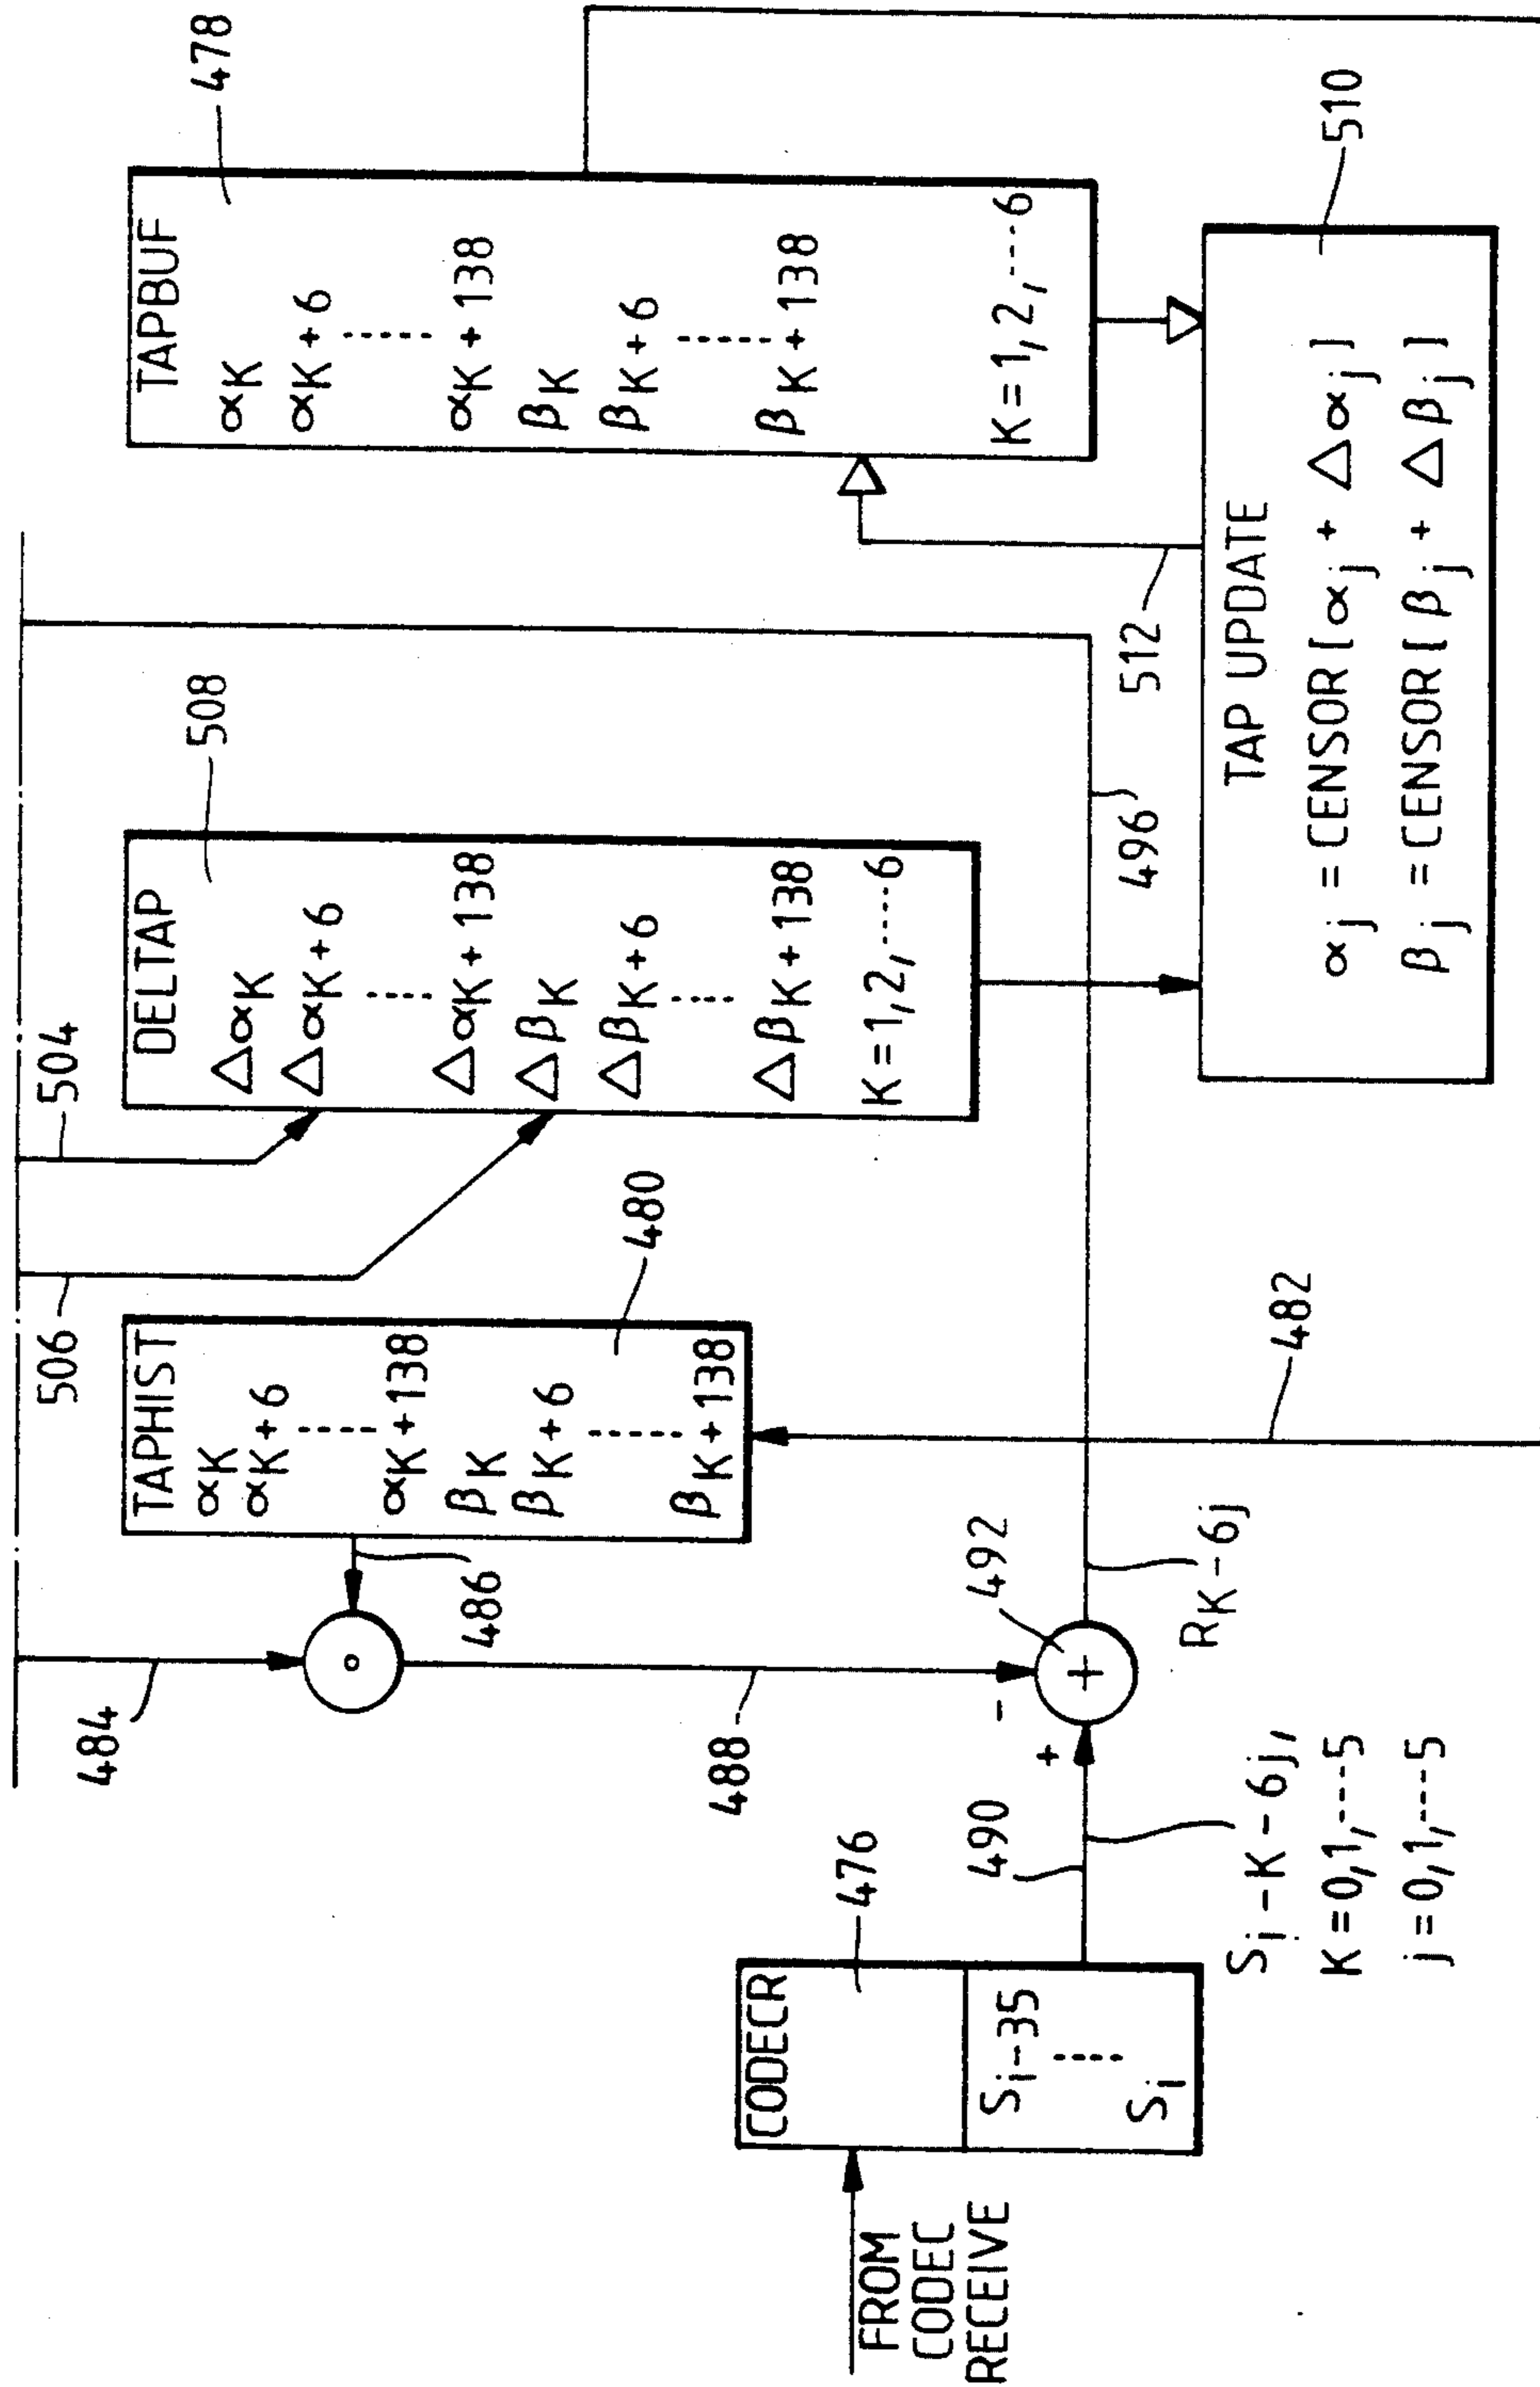 FROM
CODEC
RECEIVE
CODECR
S i-35
S i
476
490
S i-K-6j,
K=0,1,---5
j=0,1,---5
484
488
+
-
+
492
R K-6j
486
TAPHIST
αK
αK+6
αK+138
βK
βK+6
βK+138
480
482
506
504
DELTAP
ΔαK
ΔαK+6
ΔαK+138
ΔβK
ΔβK+6
ΔβK+138
K=1,2,----6
508
496
512
TAPBUF
αK
αK+6
αK+138
βK
βK+6
βK+138
K=1,2,---6
478
TAP UPDATE
αj = CENSOR[αj + Δαj]
βj = CENSOR[βj + Δβj]
510